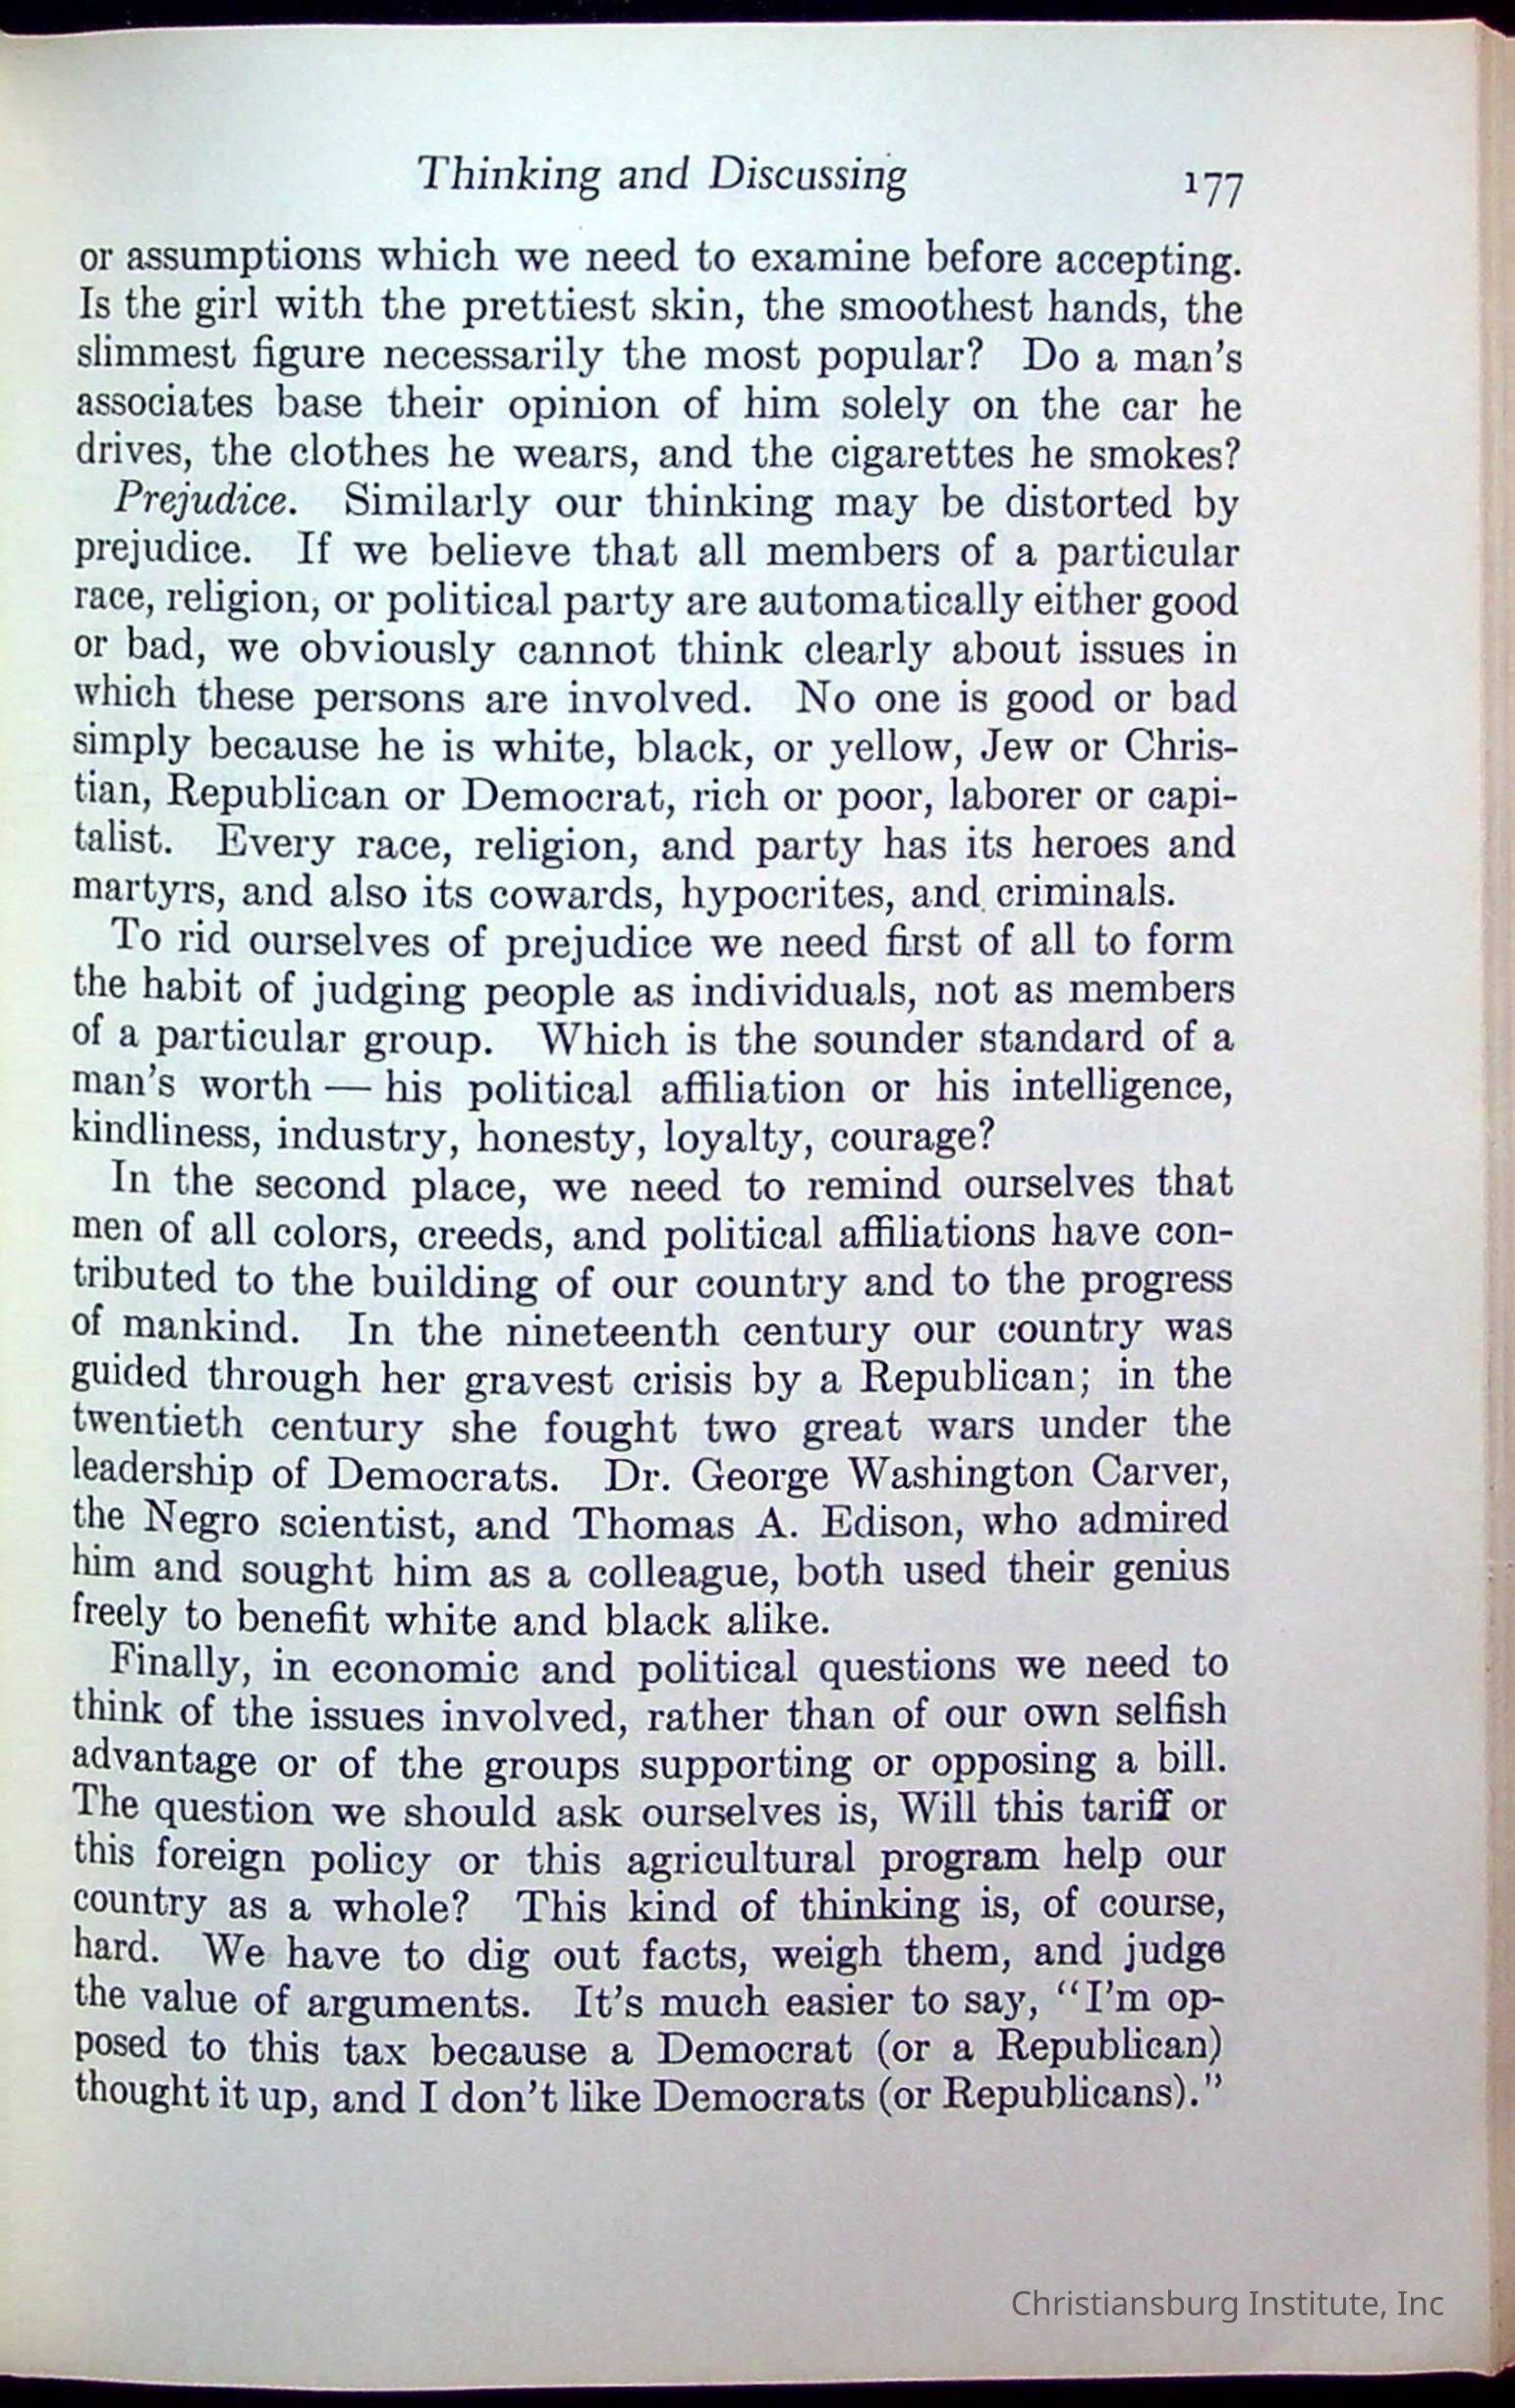 Thinking and Discussing 177
or assumptions which we need to examine before accepting.
Is the girl with the prettiest skin, the smoothest hands, the
slimmest figure necessarily the most popular? Do a man's
associates base their opinion of him solely on the car he
drives, the clothes he wears, and the cigarettes he smokes?
Prejudice. Similarly our thinking may be distorted by
prejudice. If we believe that all members of a particular
race, religion, or political party are automatically either good
or bad, we obviously cannot think clearly about issues in
which these persons are involved. No one is good or bad
simply because he is white, black, or yellow, Jew or Chris-
tian, Republican or Democrat, rich or poor, laborer or capi-
talist. Every race, religion, and party has its heroes and
martyrs, and also its cowards, hypocrites, and criminals.
To rid ourselves of prejudice we need first of all to form
the habit of judging people as individuals, not as members
of a particular group. Which is the sounder standard of a
man's worth — his political affiliation or his intelligence,
kindliness, industry, honesty, loyalty, courage?
In the second place, we need to remind ourselves that
men of all colors, creeds, and political affiliations have con-
tributed to the building of our country and to the progress
of mankind. In the nineteenth century our country was
guided through her gravest crisis by a Republican; in the
twentieth century she fought two great wars under the
leadership of Democrats. Dr. George Washington Carver,
the Negro scientist, and Thomas A. Edison, who admired
him and sought him as a colleague, both used their genius
freely to benefit white and black alike.
Finally, in economic and political questions we need to
think of the issues involved, rather than of our own selfish
advantage or of the groups supporting or opposing a bill.
The question we should ask ourselves is, Will this tariff or
this foreign policy or this agricultural program help our
country as a whole? This kind of thinking is, of course,
hard. We have to dig out facts, weigh them, and judge
the value of arguments. It's much easier to say, "I'm op-
posed to this tax because a Democrat (or a Republican)
thought it up, and I don't like Democrats (or Republicans)."
Christiansburg Institute, Inc